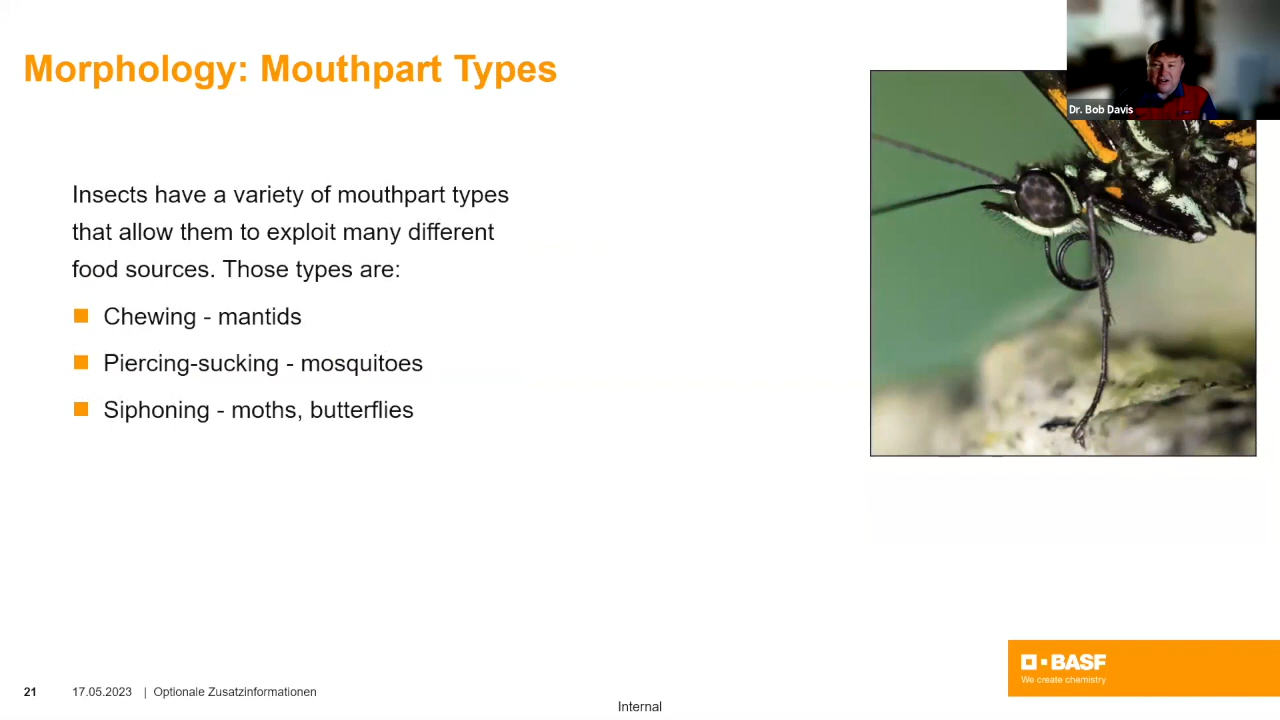 Morphology: Mouthpart Types
Dr. Bob Davis
Insects have a variety of mouthpart types
that allow them to exploit many different
food sources. Those types are:
Chewing - mantids
Piercing-sucking - mosquitoes
Siphoning - moths, butterflies
BASF
We create chemistry
21 17.05.2023 | Optionale Zusatzinformationen
Internal